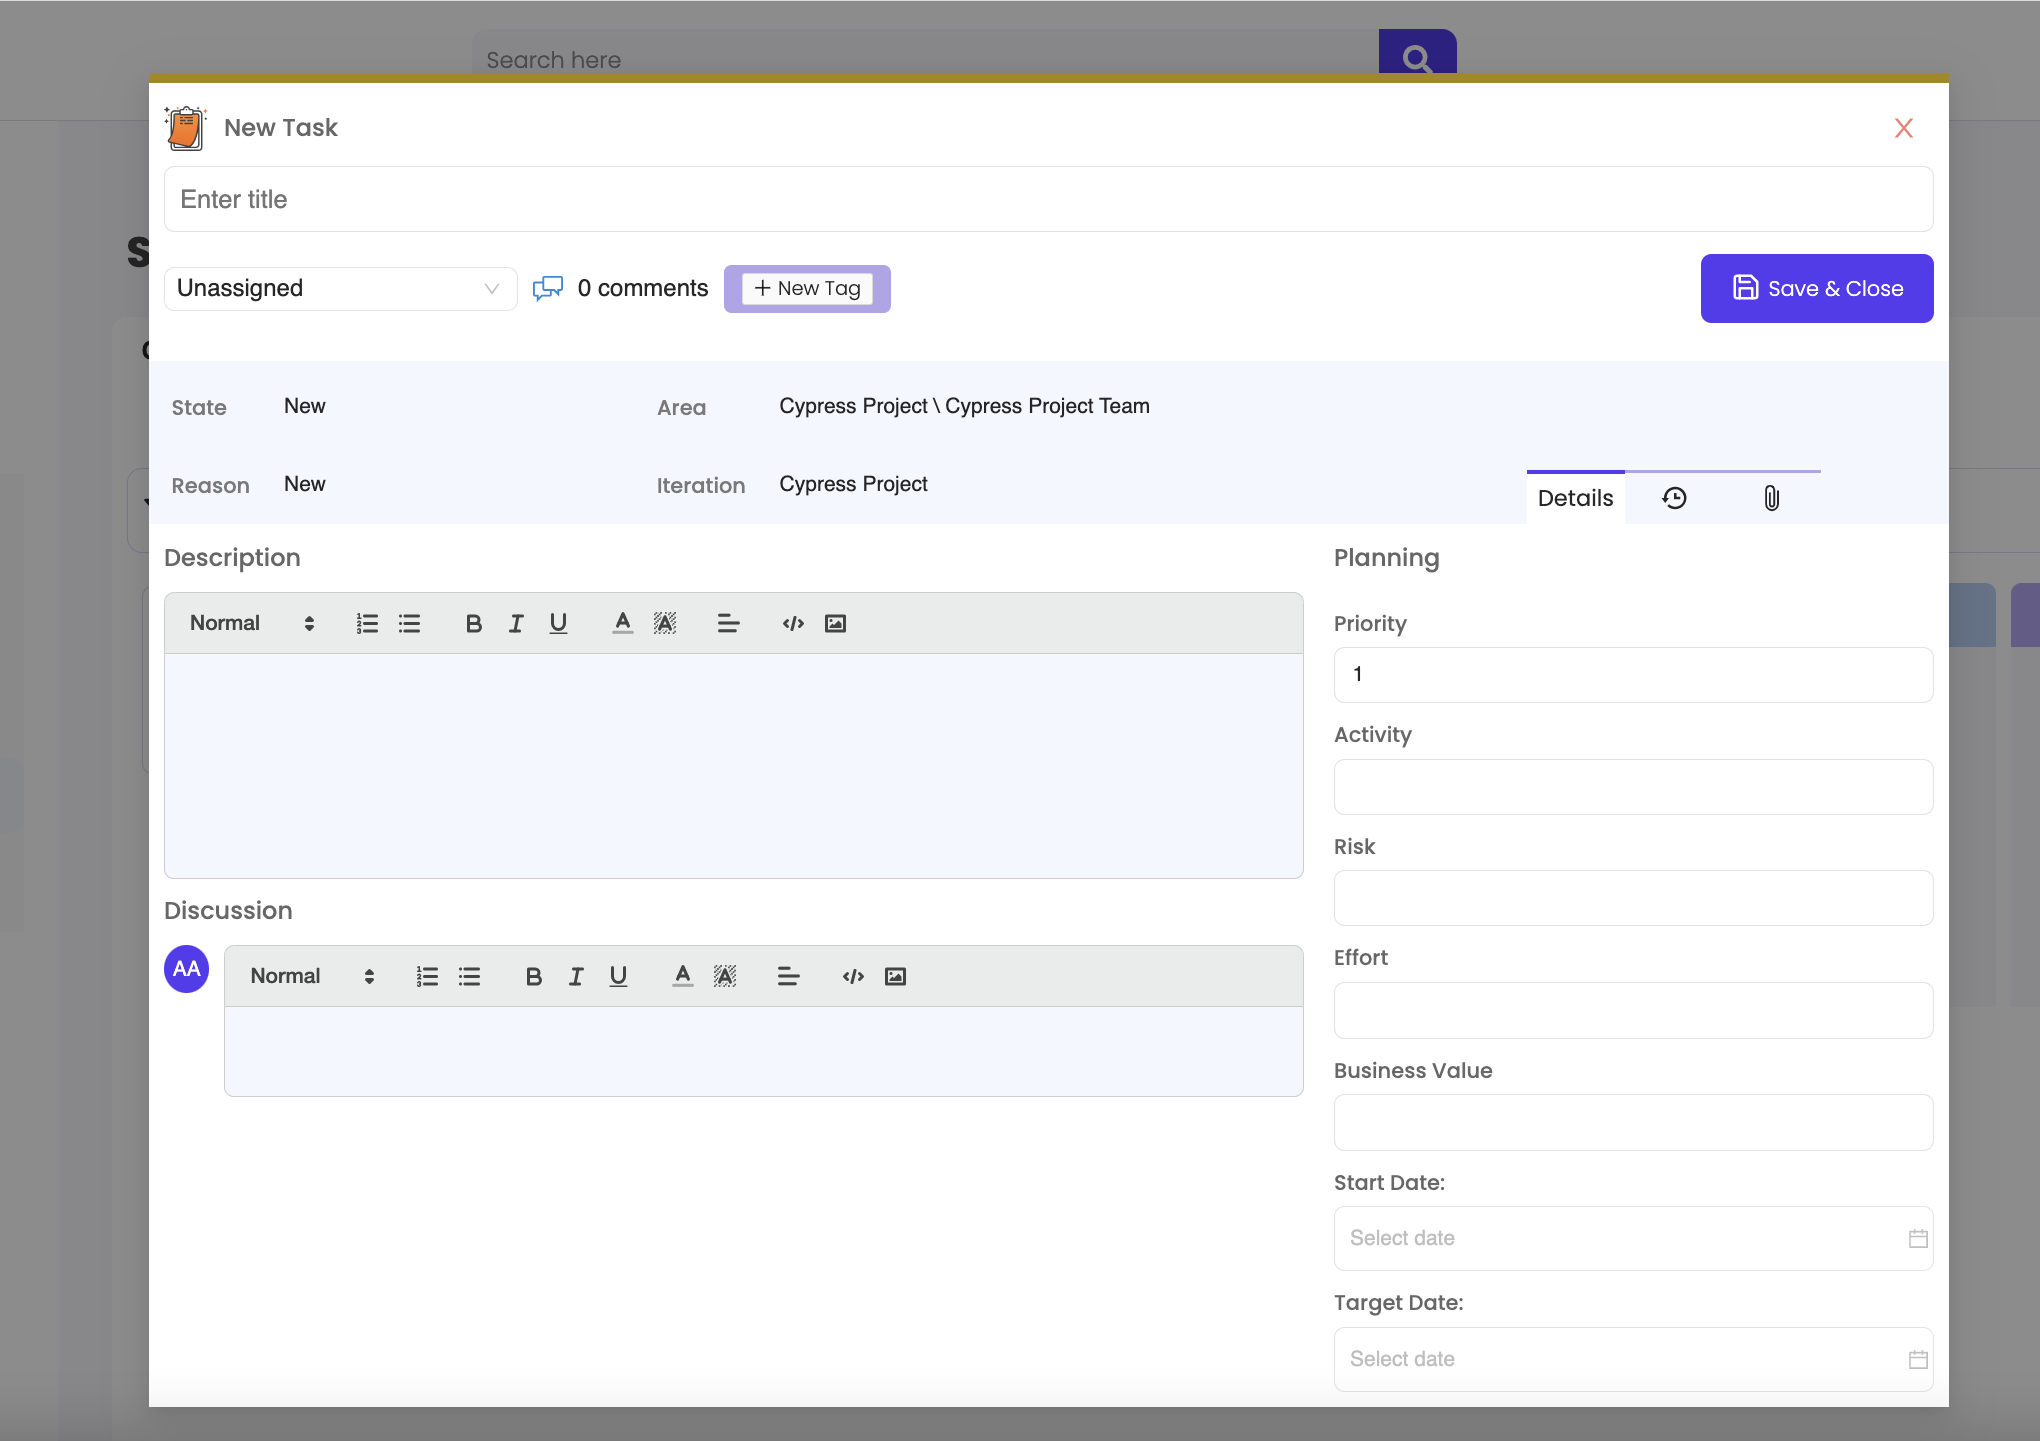 Search here
New Task
Enter title
Unassigned
0 comments
+ New Tag
Save & Close
State New Area Cypress Project \ Cypress Project Team
Reason New Iteration Cypress Project
Details
Description
Normal
Planning
Priority
1
Activity
Risk
Effort
Business Value
Start Date:
Select date
Target Date:
Select date
Discussion
AA
Normal